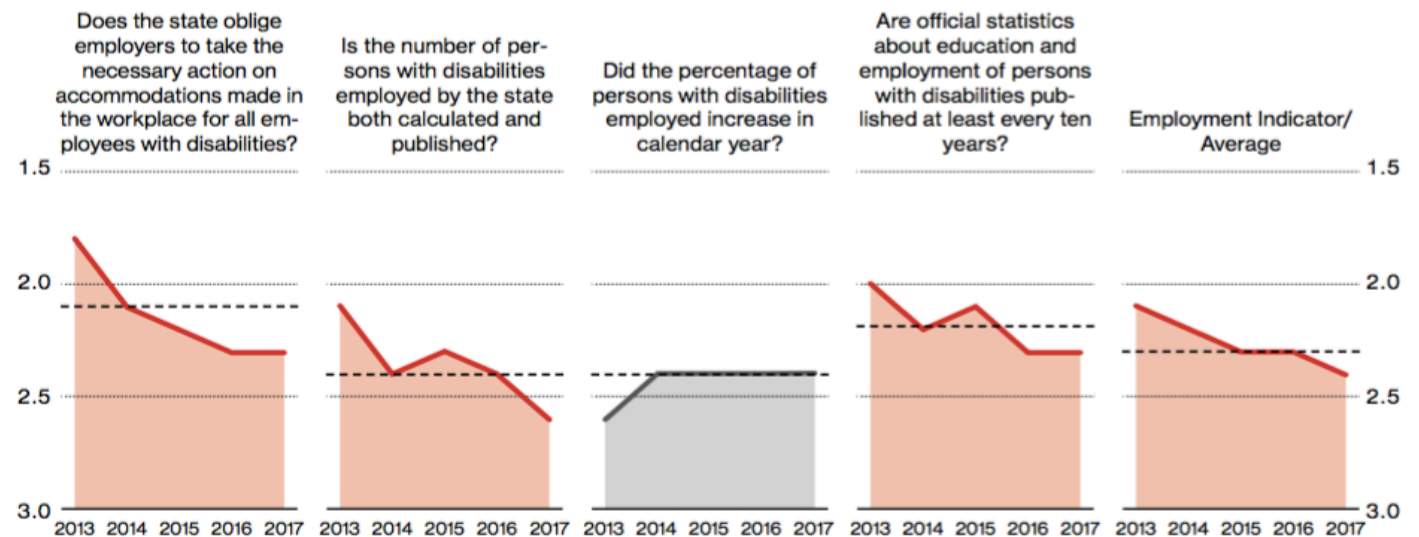 Does the state oblige
employers to take the
necessary action on
accommodations made in
the workplace for all em-
ployees with disabilities?
Is the number of per-
sons with disabilities
employed by the state
both calculated and
published?
Did the percentage of
persons with disabilities
employed increase in
calendar year?
Are official statistics
about education and
employment of persons
with disabilities pub-
lished at least every ten
years?
Employment Indicator/
Average
1.5
1.5
2.0
2.0
2.5
2.5
3.0
3.0
2013 2014 2015 2016 2017
2013 2014 2015 2016 2017
2013 2014 2015 2016 2017
2013 2014 2015 2016 2017
2013 2014 2015 2016 2017